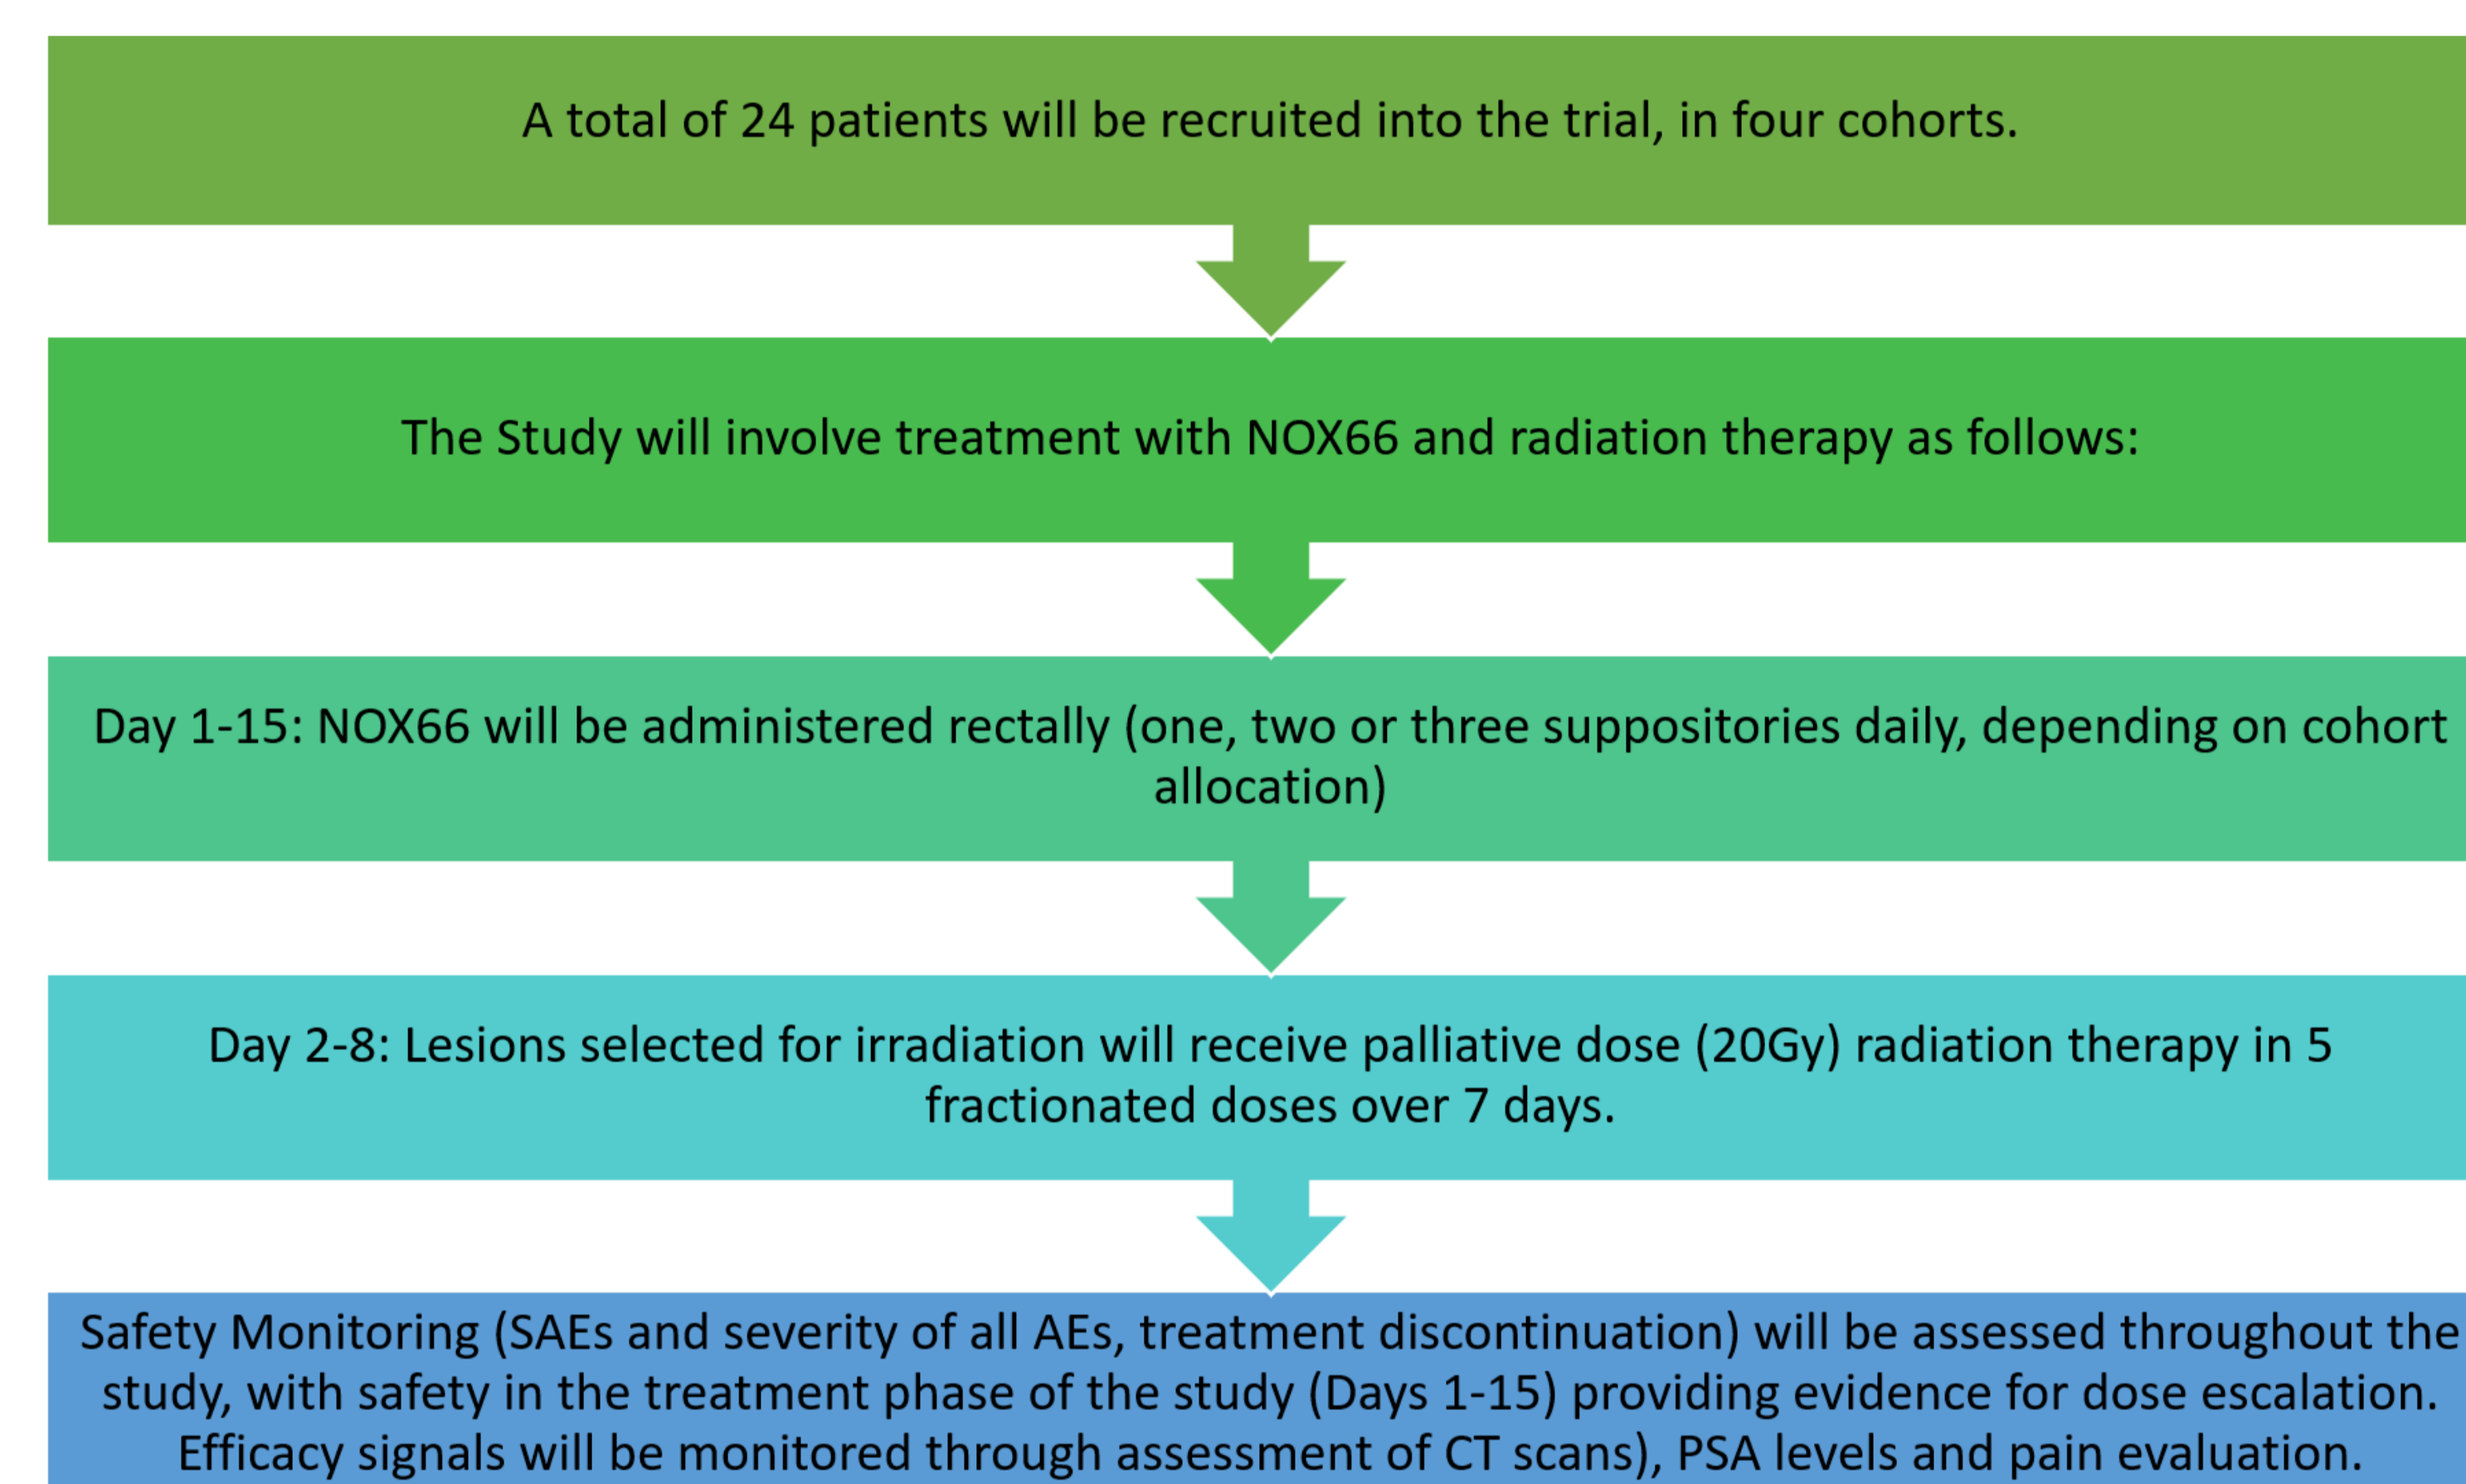 A total of 24 patients will be recruited into the trial, in four cohorts.
The Study will involve treatment with NOX66 and radiation therapy as follows:
Day 1-15: NOX66 will be administered rectally (one, two or three suppositories daily, depending on cohort
allocation)
Day 2-8: Lesions selected for irradiation will receive palliative dose (20Gy) radiation therapy in 5
fractionated doses over 7 days.
Safety Monitoring (SAEs and severity of all AEs, treatment discontinuation) will be assessed throughout the
study, with safety in the treatment phase of the study (Days 1-15) providing evidence for dose escalation.
Efficacy signals will be monitored through assessment of CT scans), PSA levels and pain evaluation.